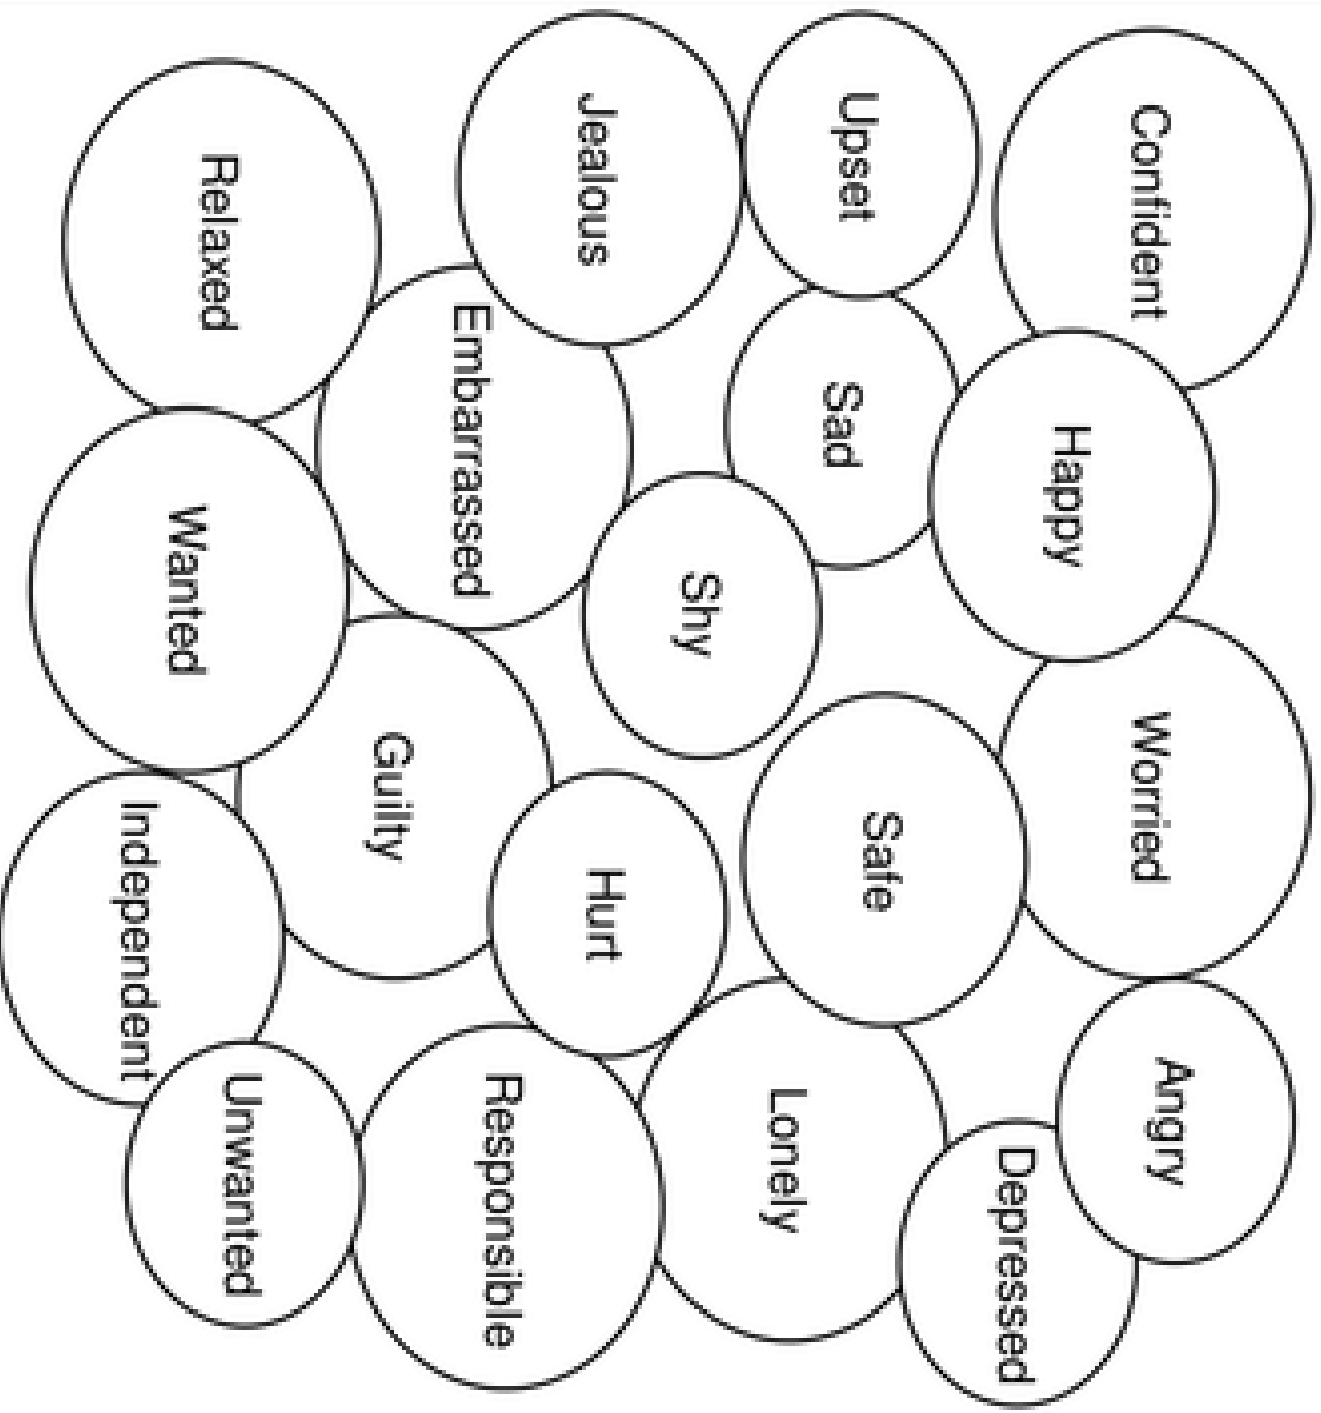 Confident
Happy
Worried
Angry
Upset
Sad
Safe
Depressed
Jealous
Shy
Hurt
Lonely
Embarrassed
Guilty
Responsible
Relaxed
Wanted
Independent
Unwanted